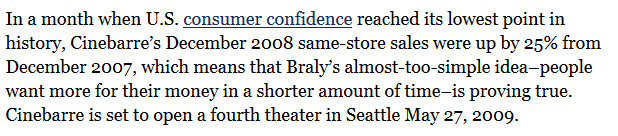 In a month when U.S. consumer confidence reached its lowest point in
history, Cinebarre’s December 2008 same-store sales were up by 25% from
December 2007, which means that Braly’s almost-too-simple idea–people
want more for their money in a shorter amount of time–is proving true.
Cinebarre is set to open a fourth theater in Seattle May 27, 2009.